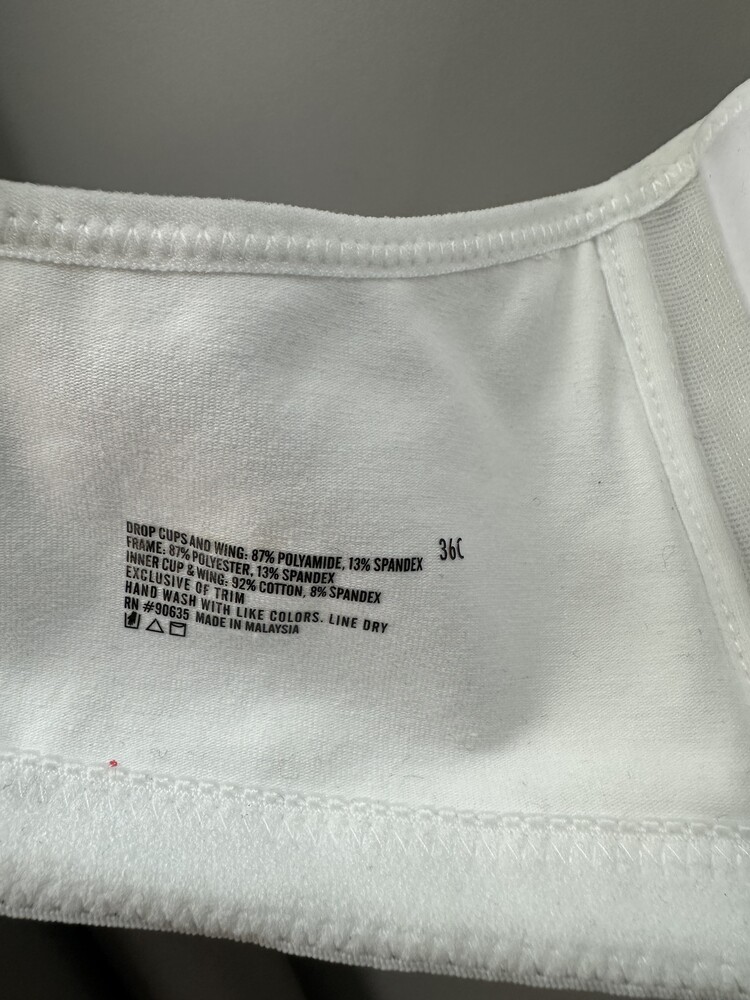 DROP CUPS AND WING: 87% POLYAMIDE, 13% SPANDEX
FRAME: 87% POLYESTER, 13% SPANDEX
INNER CUP & WING: 92% COTTON, 8% SPANDEX
EXCLUSIVE OF TRIM
HAND WASH WITH LIKE COLORS. LINE DRY
RN #90635 MADE IN MALAYSIA
36C